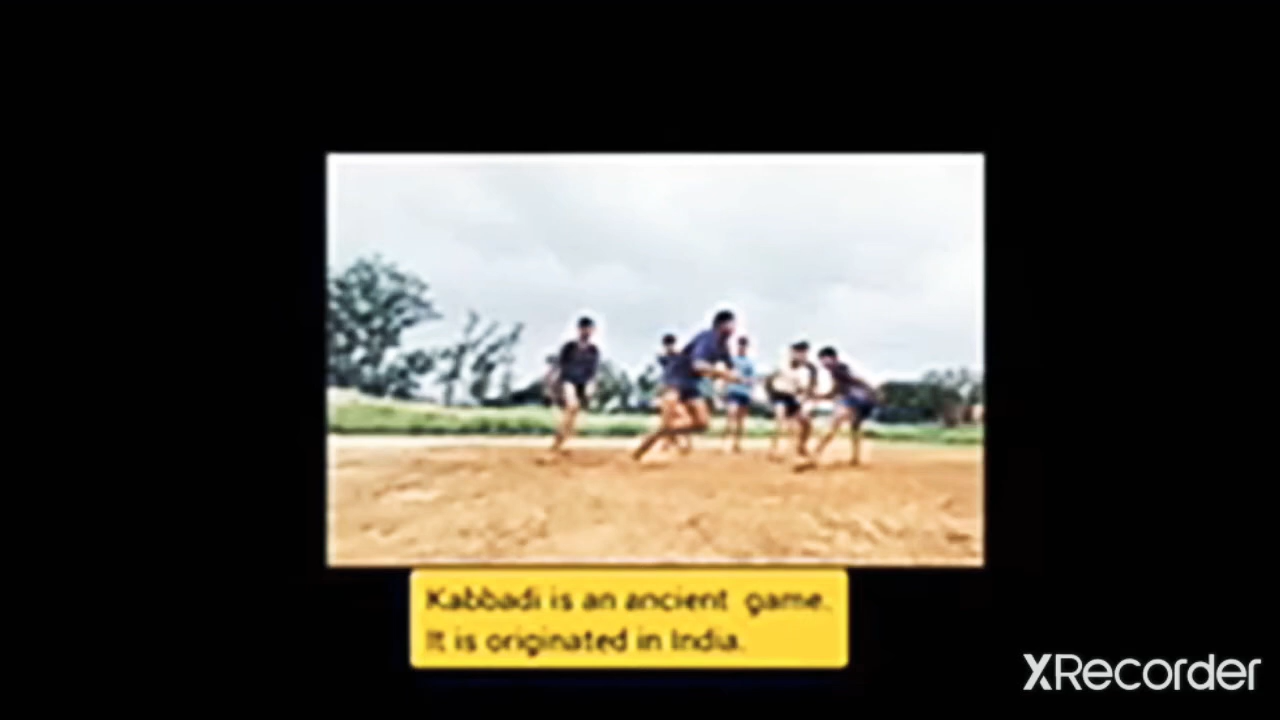 Kabbadi is an ancient game.
It is originated in India.
XRecorder